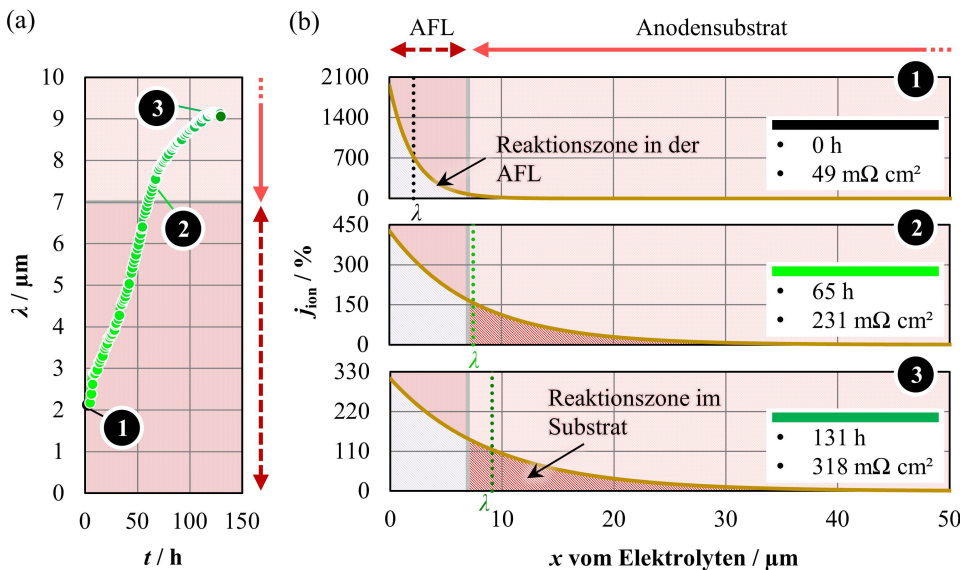 (a)
10
9
8
7
6
5
4
3
2
1
0
λ / µm
3
2
1
0
50
100
150
t / h
(b)
AFL
Anodensubstrat
2100
1400
700
0
Reaktionszone in der
AFL
λ
1
• 0 h
• 49 mΩ cm²
450
300
150
0
j_ion / %
λ
2
• 65 h
• 231 mΩ cm²
330
220
110
0
Reaktionszone im
Substrat
λ
3
• 131 h
• 318 mΩ cm²
0
10
20
30
40
50
x vom Elektrolyten / µm